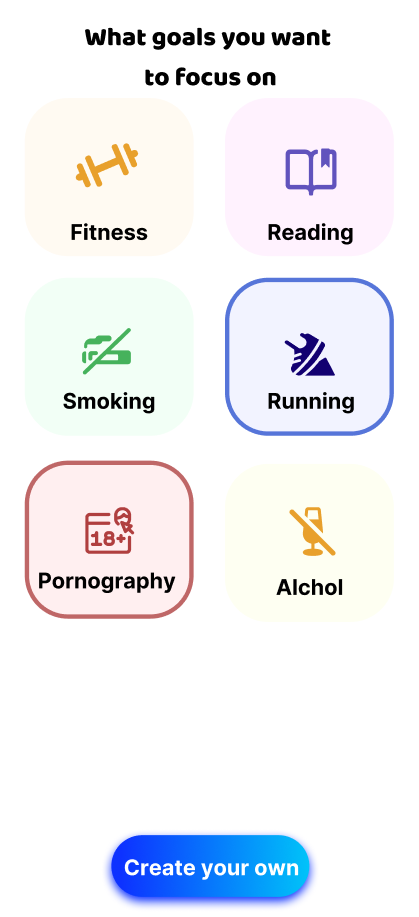 What goals you want
to focus on
Fitness
Reading
Smoking
Running
18+
Pornography
Alchol
Create your own